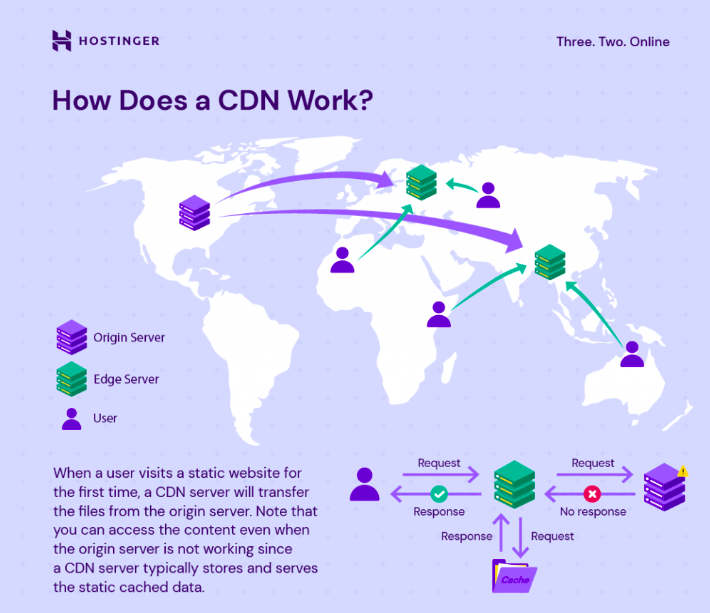 HOSTINGER
Three. Two. Online
How Does a CDN Work?
Origin Server
Edge Server
User
When a user visits a static website for
the first time, a CDN server will transfer
the files from the origin server. Note that
you can access the content even when
the origin server is not working since
a CDN server typically stores and serves
the static cached data.
Request
Request
Response
No response
Response
Request
Cache